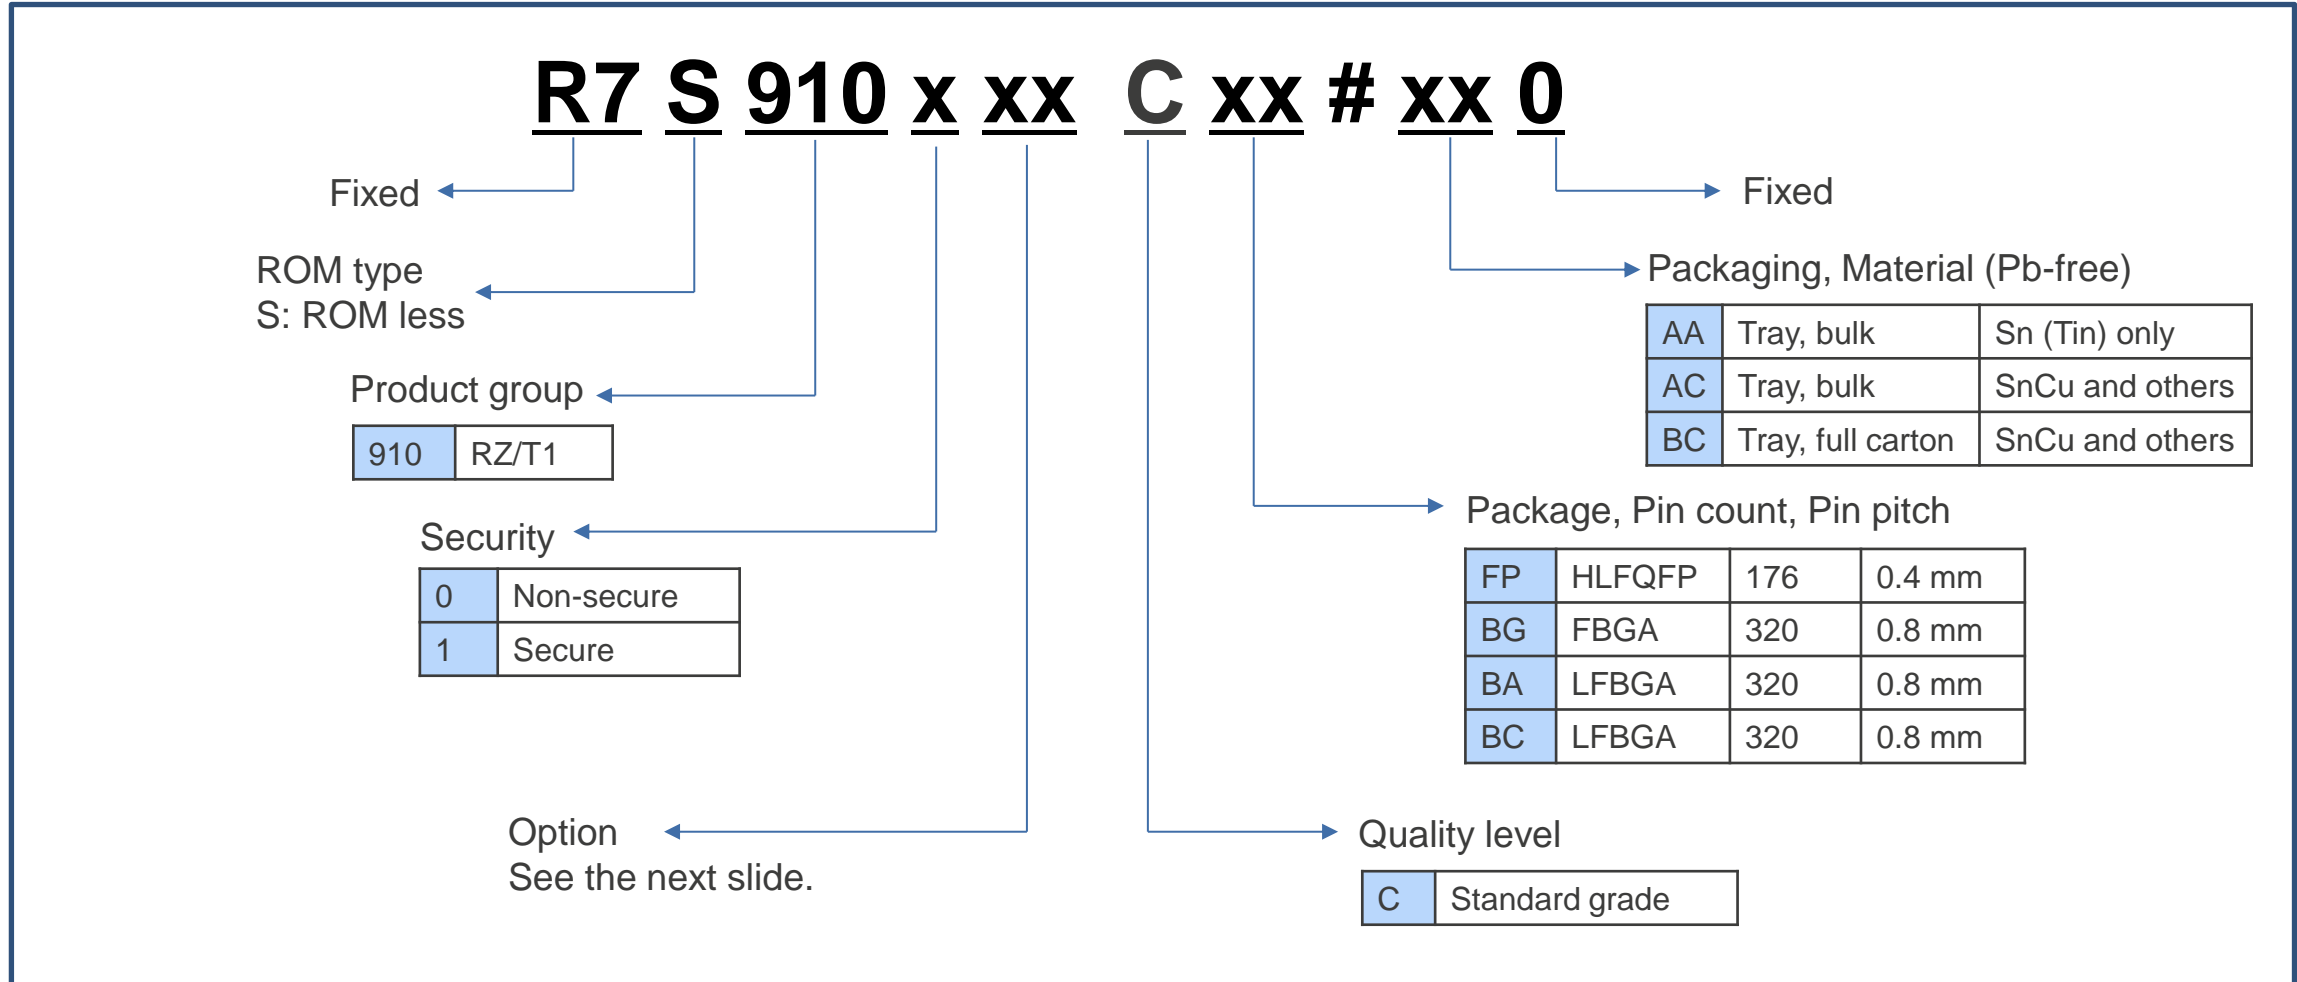 R7 S 910 x xx C xx # xx 0
Fixed
ROM type
S: ROM less
Product group
910 RZ/T1
Security
0 Non-secure
1 Secure
Option
See the next slide.
Fixed
Packaging, Material (Pb-free)
AA Tray, bulk Sn (Tin) only
AC Tray, bulk SnCu and others
BC Tray, full carton SnCu and others
Package, Pin count, Pin pitch
FP HLFQFP 176 0.4 mm
BG FBGA 320 0.8 mm
BA LFBGA 320 0.8 mm
BC LFBGA 320 0.8 mm
Quality level
C Standard grade